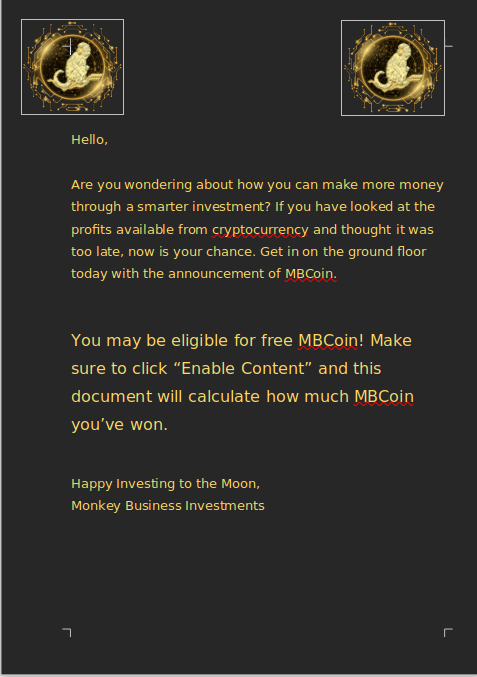 Hello,
Are you wondering about how you can make more money
through a smarter investment? If you have looked at the
profits available from cryptocurrency and thought it was
too late, now is your chance. Get in on the ground floor
today with the announcement of MBCoin.
You may be eligible for free MBCoin! Make
sure to click “Enable Content” and this
document will calculate how much MBCoin
you’ve won.
Happy Investing to the Moon,
Monkey Business Investments